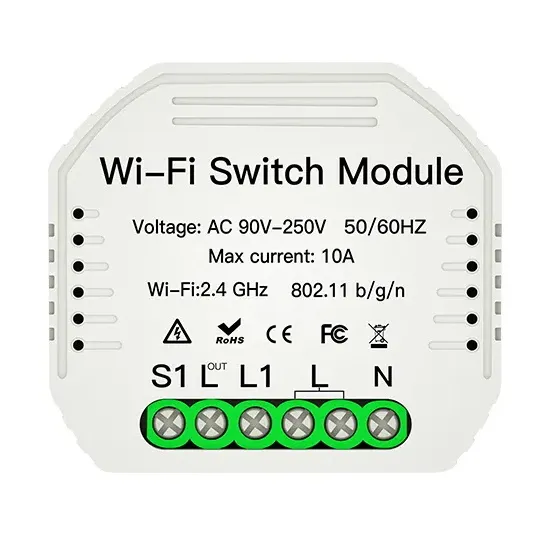 Wi-Fi Switch Module
Voltage: AC 90V-250V 50/60HZ
Max current: 10A
Wi-Fi:2.4 GHz 802.11 b/g/n
RoHS CE FC
S1 L OUT L1 L N